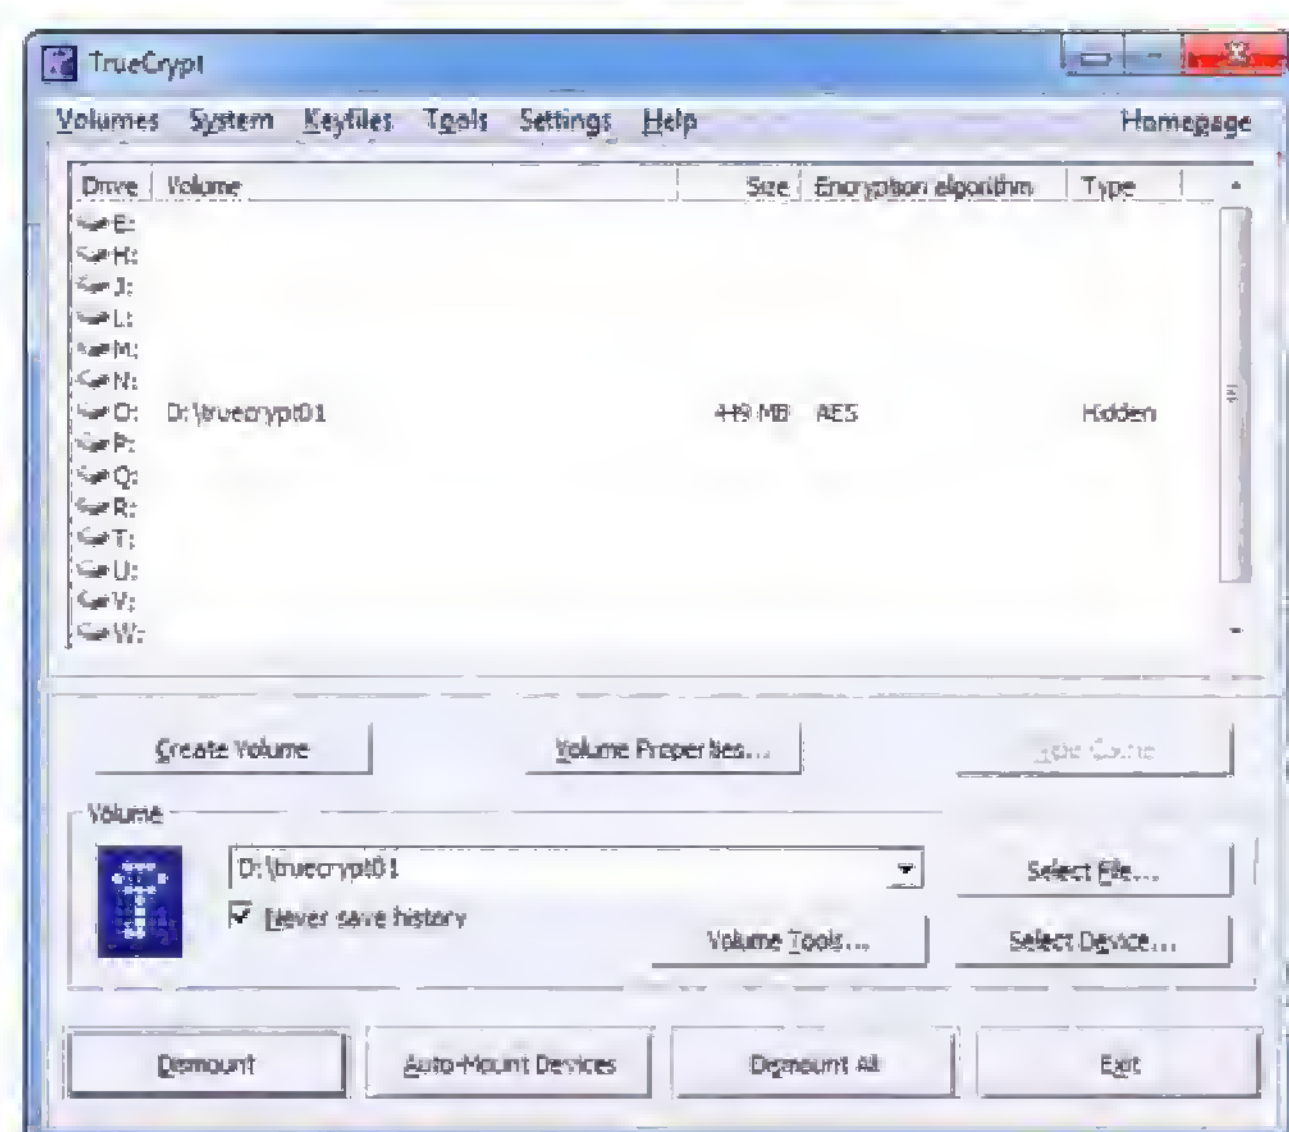 TrueCrypt
Volumes System Keyfiles Tools Settings Help Homepage
Drive Volume Size Encryption algorithm Type
E:
H:
J:
L:
M:
N:
O: D:\truecrypt01 449 MB AES Hidden
P:
Q:
R:
T:
U:
V:
W:
Create Volume Volume Properties...
Volume
D:\truecrypt01 Select File...
Never save history
Volume Tools... Select Device...
Dismount Auto-Mount Devices Dismount All Exit